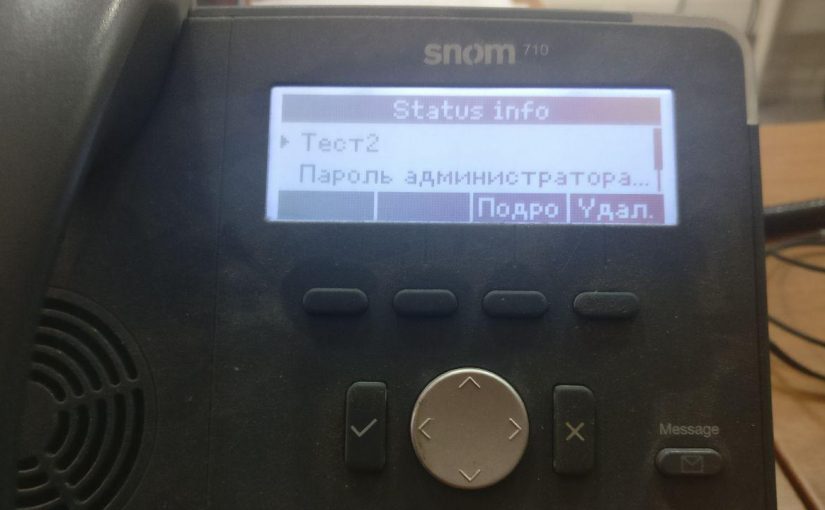 snom 710
Status info
Тест2
Пароль администратора...
Подро Удал.
Message